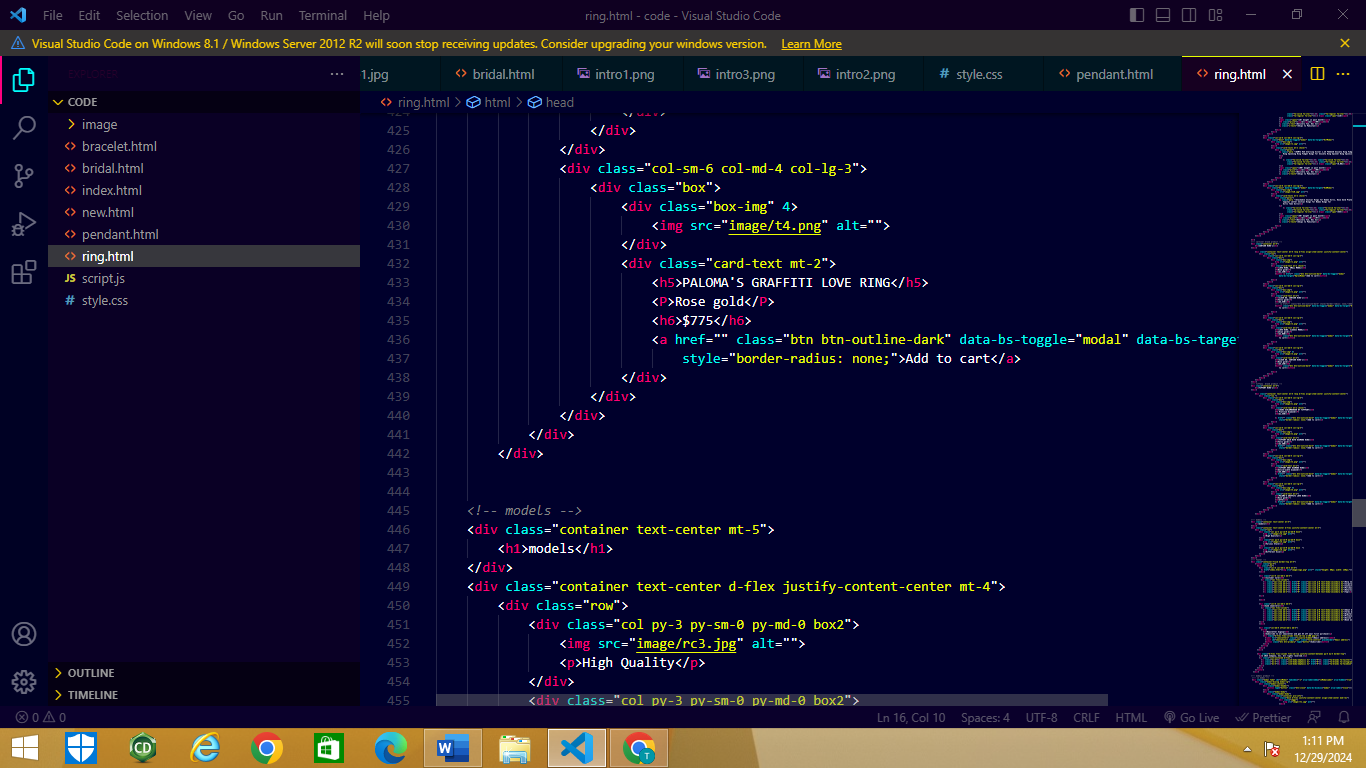 File Edit Selection View Go Run Terminal Help ring.html - code - Visual Studio Code
Visual Studio Code on Windows 8.1 / Windows Server 2012 R2 will soon stop receiving updates. Consider upgrading your windows version. Learn More
EXPLORER
1.jpg bridal.html intro1.png intro3.png intro2.png style.css pendant.html ring.html
CODE
image
bracelet.html
bridal.html
index.html
new.html
pendant.html
ring.html
JS script.js
# style.css
OUTLINE
TIMELINE
ring.html > html > head
424 </div>
425 </div>
426 </div>
427 <div class="col-sm-6 col-md-4 col-lg-3">
428 <div class="box">
429 <div class="box-img" 4>
430 <img src="image/t4.png" alt="">
431 </div>
432 <div class="card-text mt-2">
433 <h5>PALOMA'S GRAFFITI LOVE RING</h5>
434 <P>Rose gold</P>
435 <h6>$775</h6>
436 <a href="" class="btn btn-outline-dark" data-bs-toggle="modal" data-bs-targe
437 style="border-radius: none;">Add to cart</a>
438 </div>
439 </div>
440 </div>
441 </div>
442 </div>
443
444
445 <!-- models -->
446 <div class="container text-center mt-5">
447 <h1>models</h1>
448 </div>
449 <div class="container text-center d-flex justify-content-center mt-4">
450 <div class="row">
451 <div class="col py-3 py-sm-0 py-md-0 box2">
452 <img src="image/rc3.jpg" alt="">
453 <p>High Quality</p>
454 </div>
455 <div class="col py-3 py-sm-0 py-md-0 box2">
0 0 Ln 16, Col 10 Spaces: 4 UTF-8 CRLF HTML Go Live Prettier
1:11 PM
12/29/2024